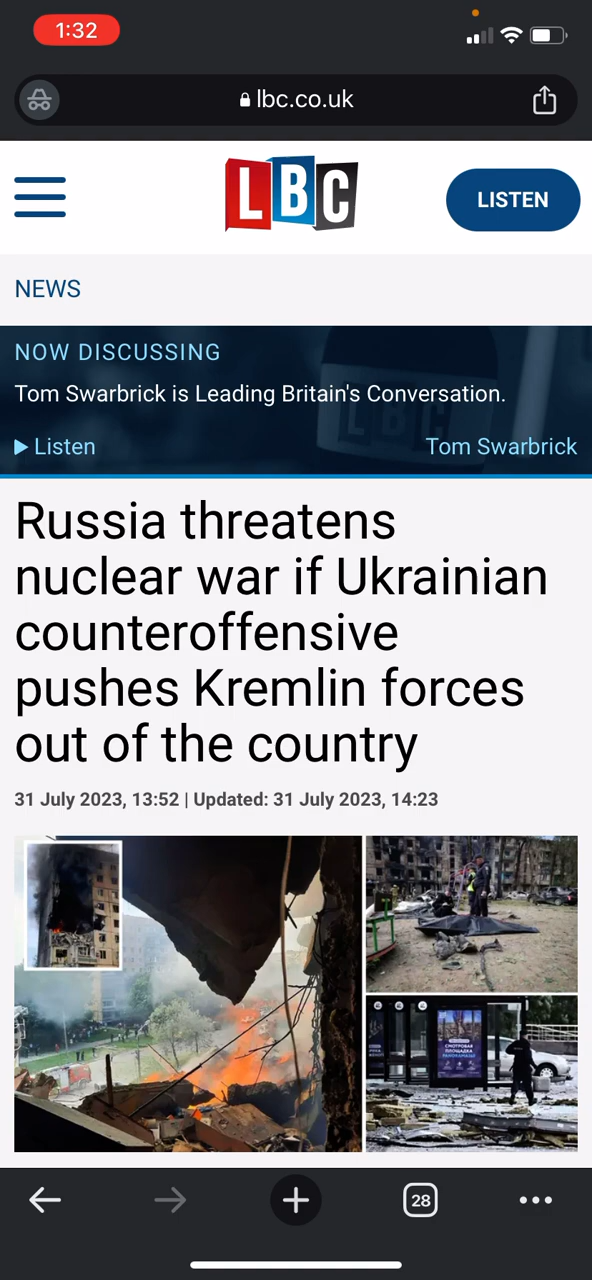 1:32
lbc.co.uk
LBC
LISTEN
NEWS
NOW DISCUSSING
Tom Swarbrick is Leading Britain's Conversation.
Listen
Tom Swarbrick
Russia threatens
nuclear war if Ukrainian
counteroffensive
pushes Kremlin forces
out of the country
31 July 2023, 13:52 | Updated: 31 July 2023, 14:23
СМОТРОВАЯ
ПЛОЩАДКА
28